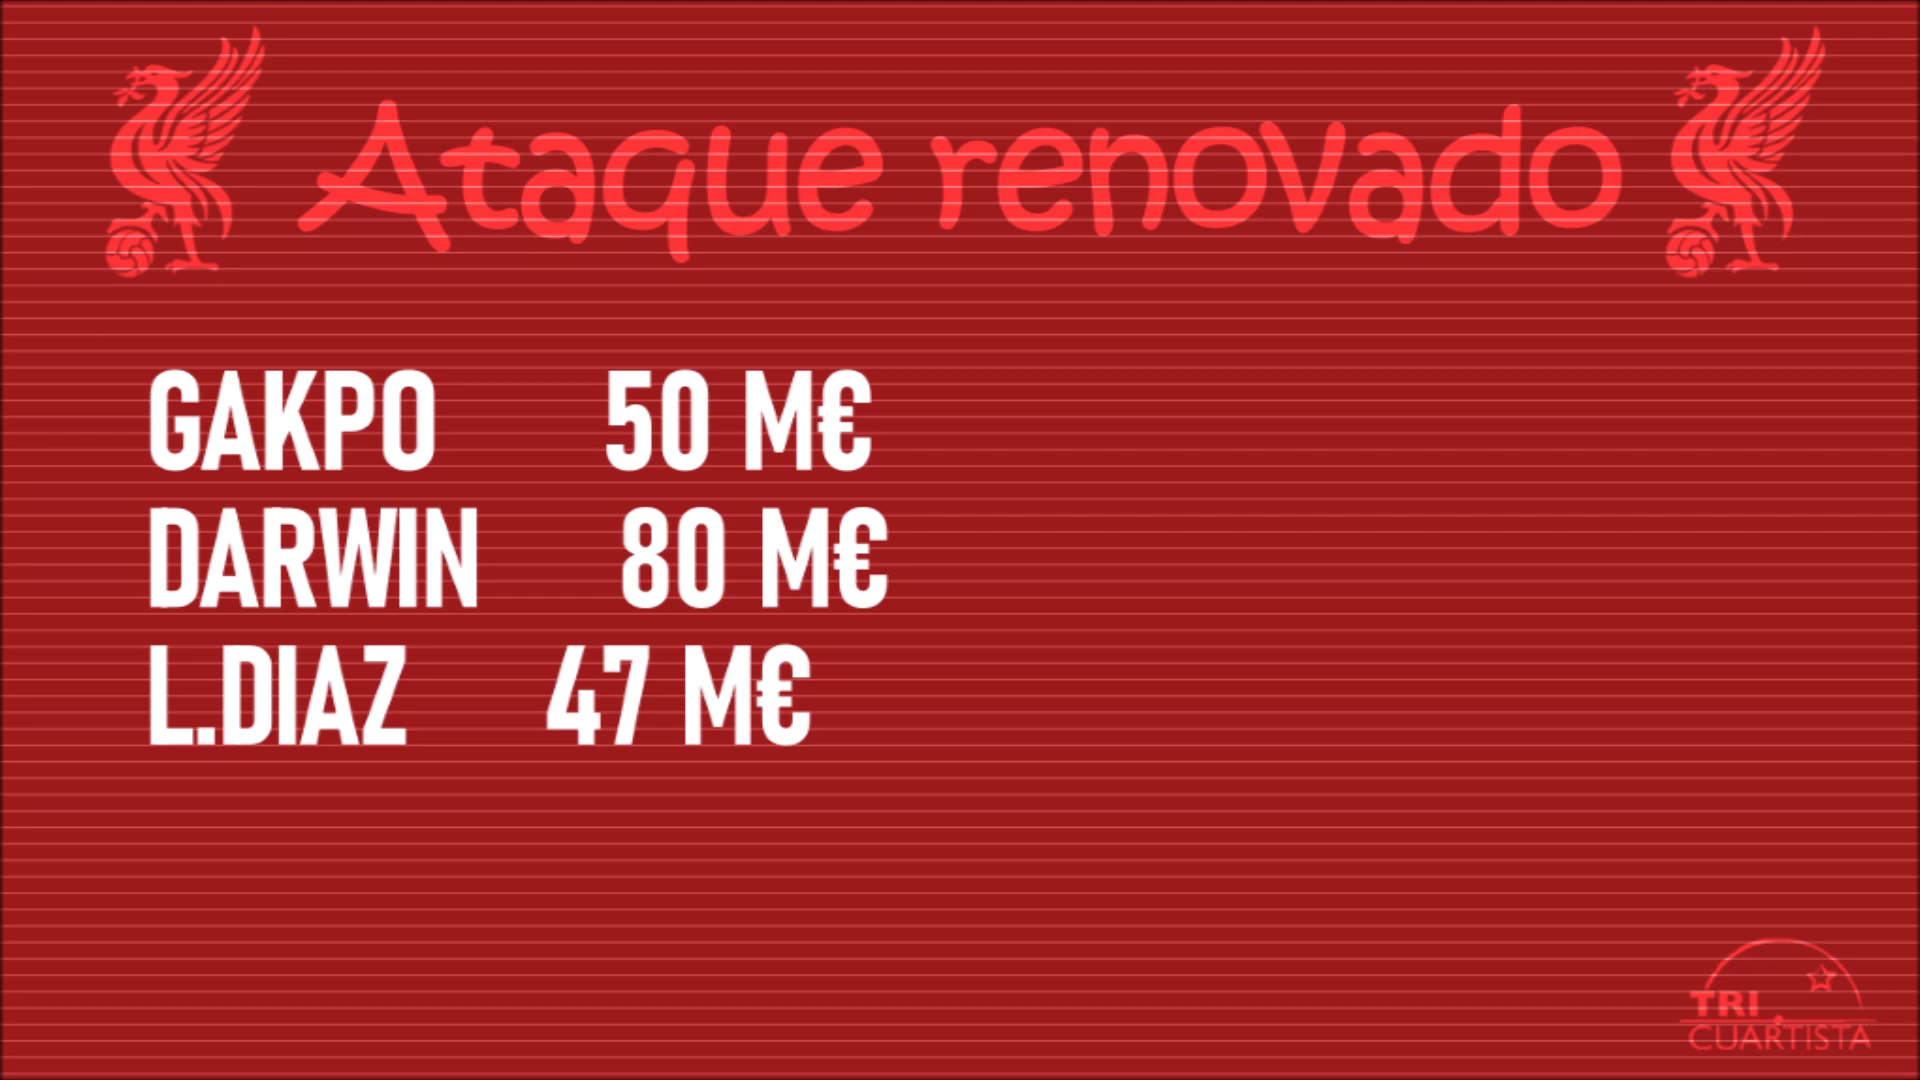 Ataque renovado
GAKPO 50 M€
DARWIN 80 M€
L.DIAZ 47 M€
TRI
CUARTISTA